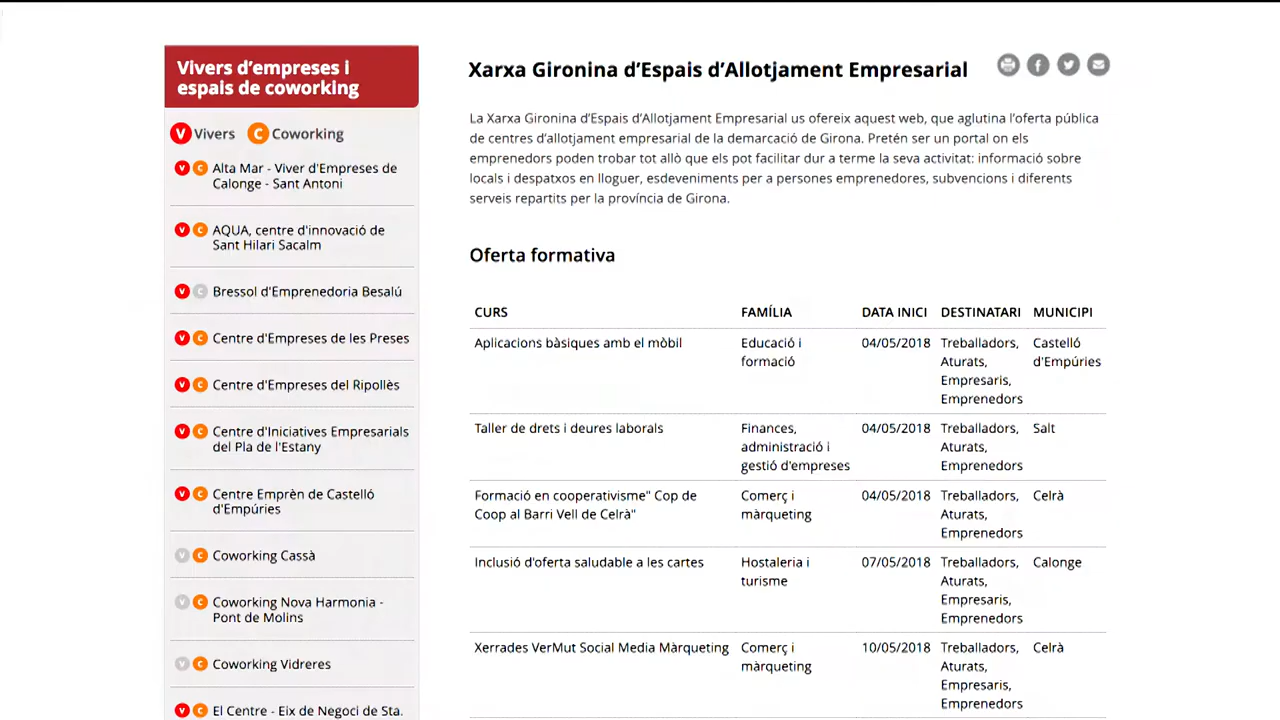 Vivers d’empreses i
espais de coworking
V Vivers C Coworking
V C Alta Mar - Viver d'Empreses de
Calonge - Sant Antoni
V C AQUA, centre d'innovació de
Sant Hilari Sacalm
V C Bressol d'Emprenedoria Besalú
V C Centre d'Empreses de les Preses
V C Centre d'Empreses del Ripollès
V C Centre d'Iniciatives Empresarials
del Pla de l'Estany
V C Centre Emprèn de Castelló
d'Empúries
V C Coworking Cassà
V C Coworking Nova Harmonia -
Pont de Molins
V C Coworking Vidreres
V C El Centre - Eix de Negoci de Sta.
Xarxa Gironina d’Espais d’Allotjament Empresarial
La Xarxa Gironina d’Espais d’Allotjament Empresarial us ofereix aquest web, que aglutina l’oferta pública
de centres d’allotjament empresarial de la demarcació de Girona. Pretén ser un portal on els
emprenedors poden trobar tot allò que els pot facilitar dur a terme la seva activitat: informació sobre
locals i despatxos en lloguer, esdeveniments per a persones emprenedores, subvencions i diferents
serveis repartits per la província de Girona.
Oferta formativa
CURS FAMÍLIA DATA INICI DESTINATARI MUNICIPI
Aplicacions bàsiques amb el mòbil Educació i 04/05/2018 Treballadors, Castelló
formació Aturats, d'Empúries
Empresaris,
Emprenedors
Taller de drets i deures laborals Finances, 04/05/2018 Treballadors, Salt
administració i Aturats,
gestió d'empreses Emprenedors
Formació en cooperativisme" Cop de Comerç i 04/05/2018 Treballadors, Celrà
Coop al Barri Vell de Celrà" màrqueting Aturats,
Emprenedors
Inclusió d'oferta saludable a les cartes Hostaleria i 07/05/2018 Treballadors, Calonge
turisme Aturats,
Empresaris,
Emprenedors
Xerrades VerMut Social Media Màrqueting Comerç i 10/05/2018 Treballadors, Celrà
màrqueting Aturats,
Empresaris,
Emprenedors